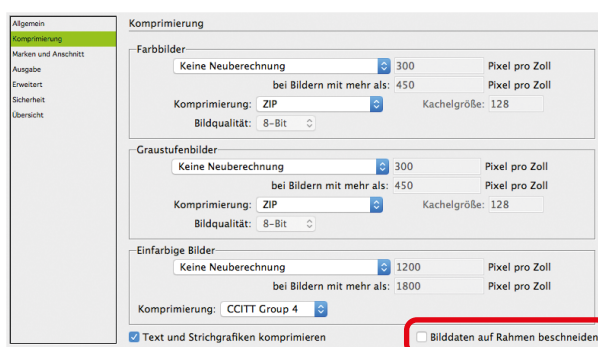 Allgemein
Komprimierung
Marken und Anschnitt
Ausgabe
Erweitert
Sicherheit
Übersicht
Komprimierung
Farbbilder
Keine Neuberechnung 300 Pixel pro Zoll
bei Bildern mit mehr als: 450 Pixel pro Zoll
Komprimierung: ZIP Kachelgröße: 128
Bildqualität: 8-Bit
Graustufenbilder
Keine Neuberechnung 300 Pixel pro Zoll
bei Bildern mit mehr als: 450 Pixel pro Zoll
Komprimierung: ZIP Kachelgröße: 128
Bildqualität: 8-Bit
Einfarbige Bilder
Keine Neuberechnung 1200 Pixel pro Zoll
bei Bildern mit mehr als: 1800 Pixel pro Zoll
Komprimierung: CCITT Group 4
Text und Strichgrafiken komprimieren Bilddaten auf Rahmen beschneiden